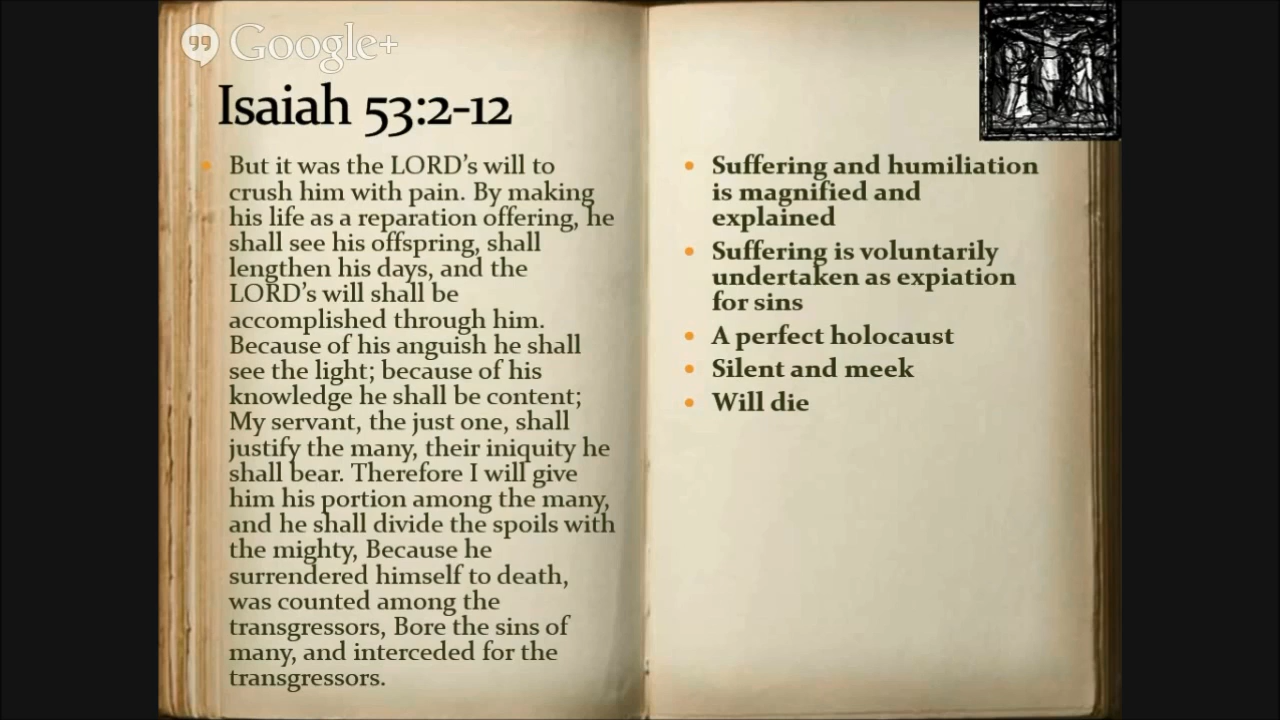 Google+
Isaiah 53:2-12
But it was the LORD's will to
crush him with pain. By making
his life as a reparation offering, he
shall see his offspring, shall
lengthen his days, and the
LORD's will shall be
accomplished through him.
Because of his anguish he shall
see the light; because of his
knowledge he shall be content;
My servant, the just one, shall
justify the many, their iniquity he
shall bear. Therefore I will give
him his portion among the many,
and he shall divide the spoils with
the mighty, Because he
surrendered himself to death,
was counted among the
transgressors, Bore the sins of
many, and interceded for the
transgressors.
Suffering and humiliation
is magnified and
explained
Suffering is voluntarily
undertaken as expiation
for sins
A perfect holocaust
Silent and meek
Will die